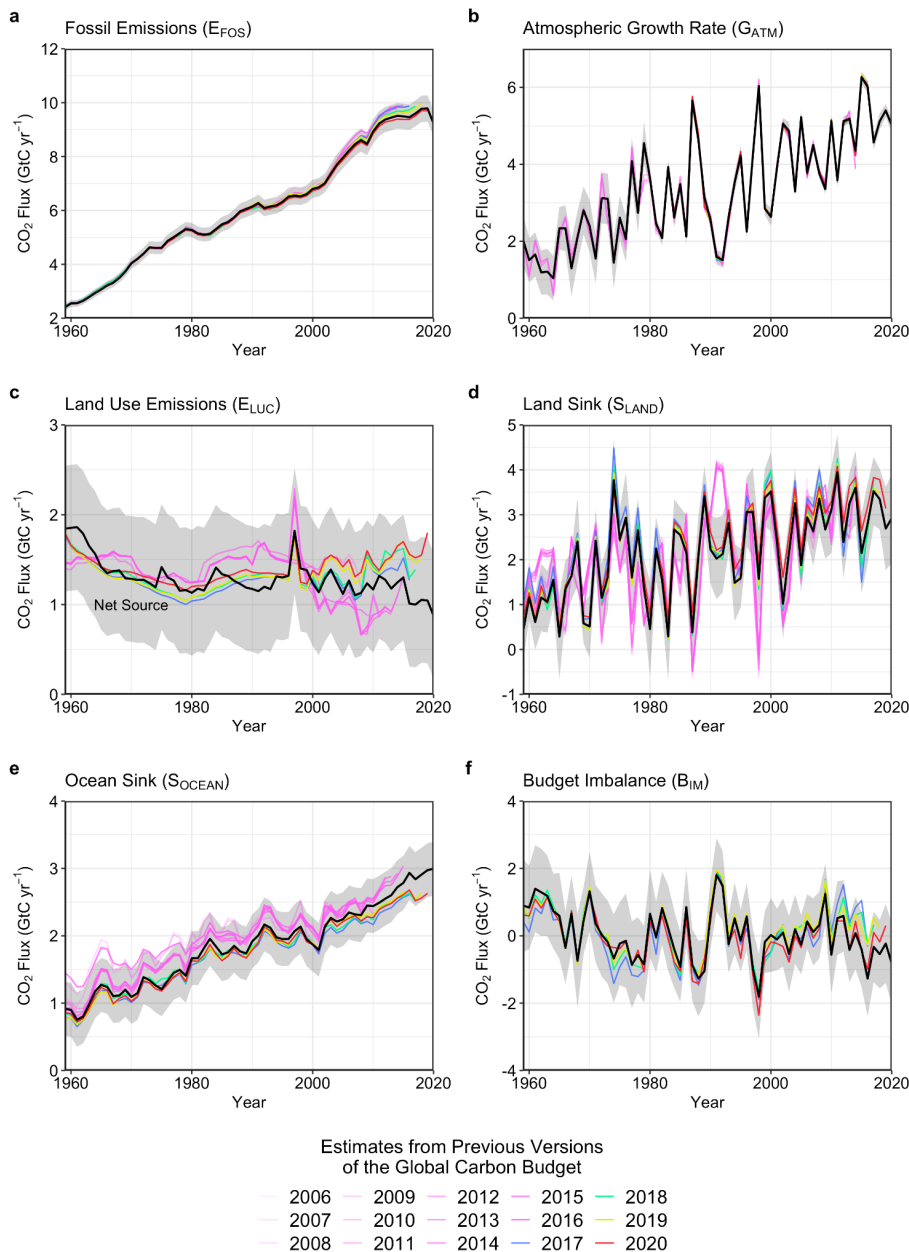 a
Fossil Emissions (E_FOS)
CO₂ Flux (GtC yr⁻¹)
12
10
8
6
4
2
1960 1980 2000 2020
Year
b
Atmospheric Growth Rate (G_ATM)
CO₂ Flux (GtC yr⁻¹)
6
4
2
0
1960 1980 2000 2020
Year
c
Land Use Emissions (E_LUC)
CO₂ Flux (GtC yr⁻¹)
3
2
1
0
Net Source
1960 1980 2000 2020
Year
d
Land Sink (S_LAND)
CO₂ Flux (GtC yr⁻¹)
5
4
3
2
1
0
-1
1960 1980 2000 2020
Year
e
Ocean Sink (S_OCEAN)
CO₂ Flux (GtC yr⁻¹)
4
3
2
1
0
1960 1980 2000 2020
Year
f
Budget Imbalance (B_IM)
CO₂ Flux (GtC yr⁻¹)
4
2
0
-2
-4
1960 1980 2000 2020
Year
Estimates from Previous Versions
of the Global Carbon Budget
2006 2009 2012 2015 2018
2007 2010 2013 2016 2019
2008 2011 2014 2017 2020